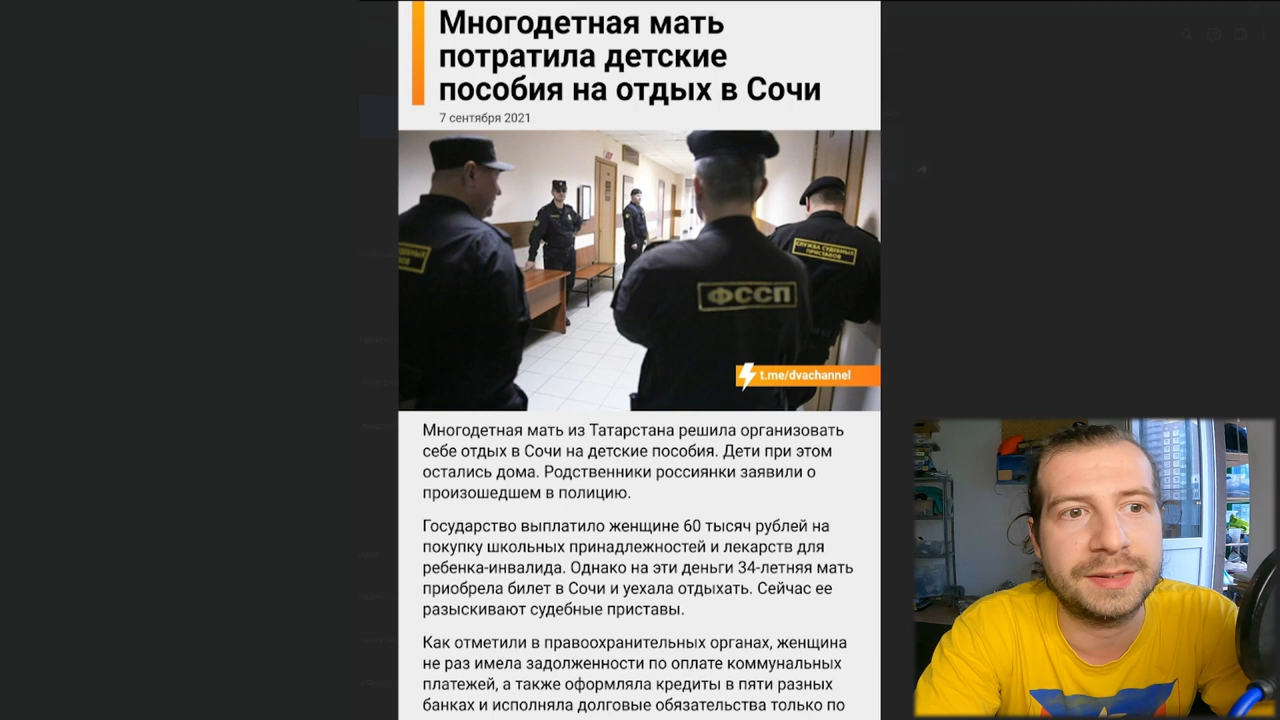 Многодетная мать
потратила детские
пособия на отдых в Сочи
7 сентября 2021
СЛУЖБА СУДЕБНЫХ
ПРИСТАВОВ
ФССП
t.me/dvachannel
Многодетная мать из Татарстана решила организовать
себе отдых в Сочи на детские пособия. Дети при этом
остались дома. Родственники россиянки заявили о
произошедшем в полицию.
Государство выплатило женщине 60 тысяч рублей на
покупку школьных принадлежностей и лекарств для
ребенка-инвалида. Однако на эти деньги 34-летняя мать
приобрела билет в Сочи и уехала отдыхать. Сейчас ее
разыскивают судебные приставы.
Как отметили в правоохранительных органах, женщина
не раз имела задолженности по оплате коммунальных
платежей, а также оформляла кредиты в пяти разных
банках и исполняла долговые обязательства только по